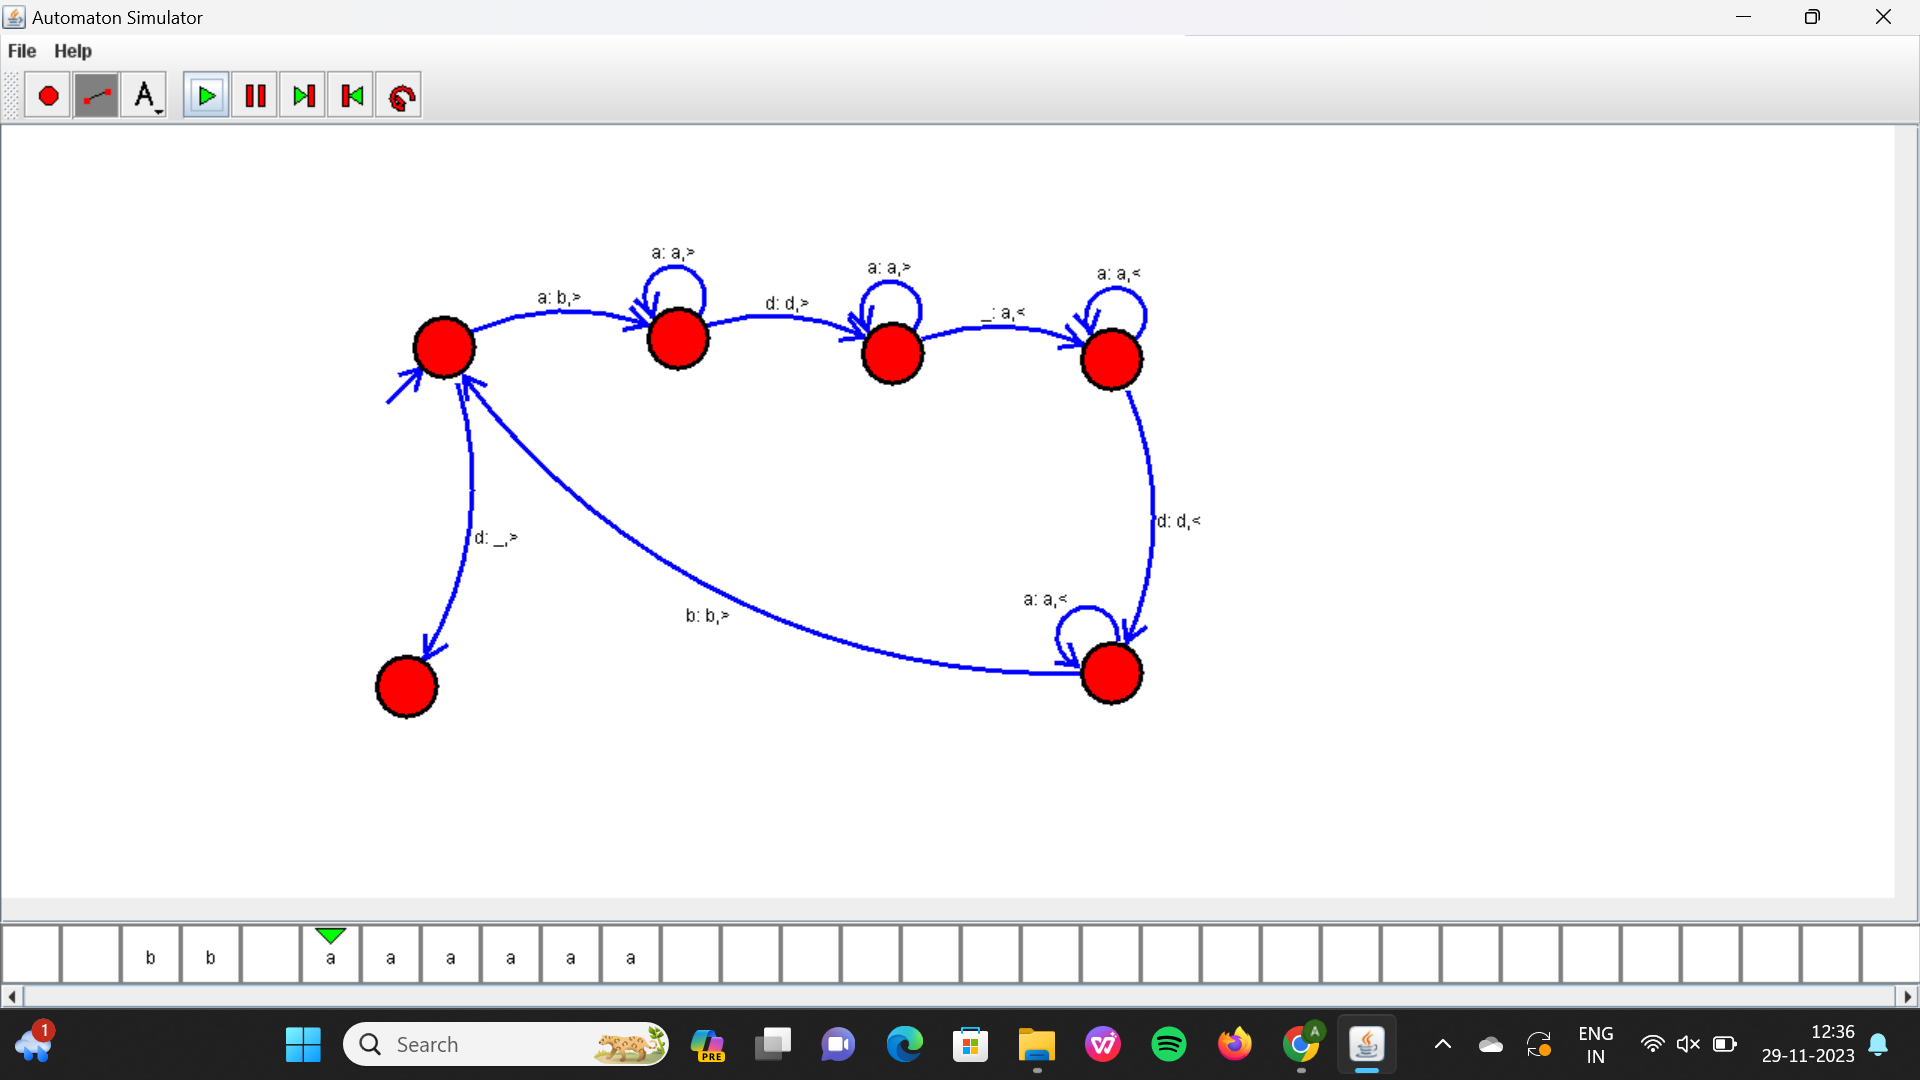 Automaton Simulator
File Help
A
a: a,>
a: a,>
a: a,<
a: b,>
d: d,>
_: a,<
d: d,<
d: _,>
a: a,<
b: b,>
b b a a a a a a
1
Search
PRE
A
ENG
IN
12:36
29-11-2023